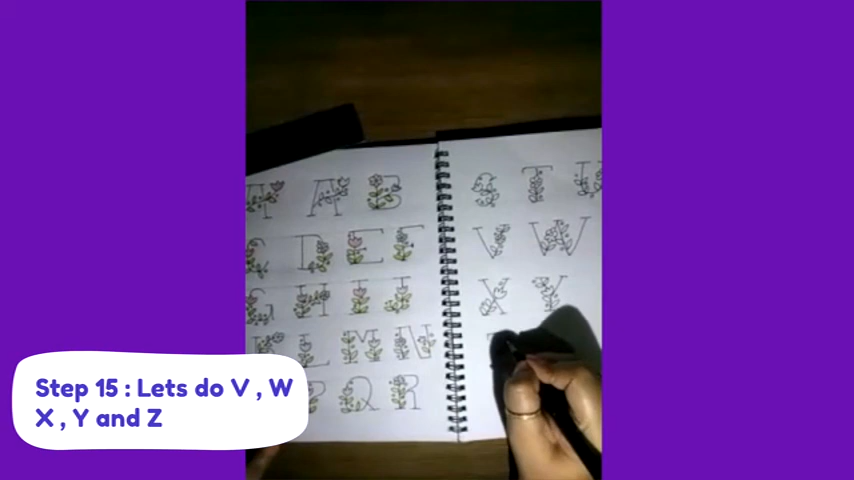 A A B
C D E F
G H I J
K L M N
P Q R
S T U
V W
X Y
Step 15 : Lets do V , W
X , Y and Z